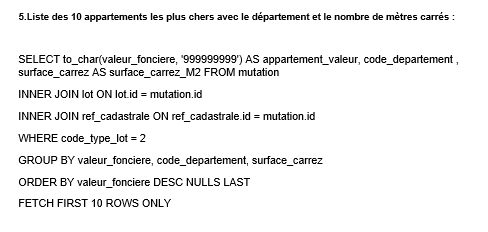 5.Liste des 10 appartements les plus chers avec le département et le nombre de mètres carrés :
SELECT to_char(valeur_fonciere, '999999999') AS appartement_valeur, code_departement ,
surface_carrez AS surface_carrez_M2 FROM mutation
INNER JOIN lot ON lot.id = mutation.id
INNER JOIN ref_cadastrale ON ref_cadastrale.id = mutation.id
WHERE code_type_lot = 2
GROUP BY valeur_fonciere, code_departement, surface_carrez
ORDER BY valeur_fonciere DESC NULLS LAST
FETCH FIRST 10 ROWS ONLY